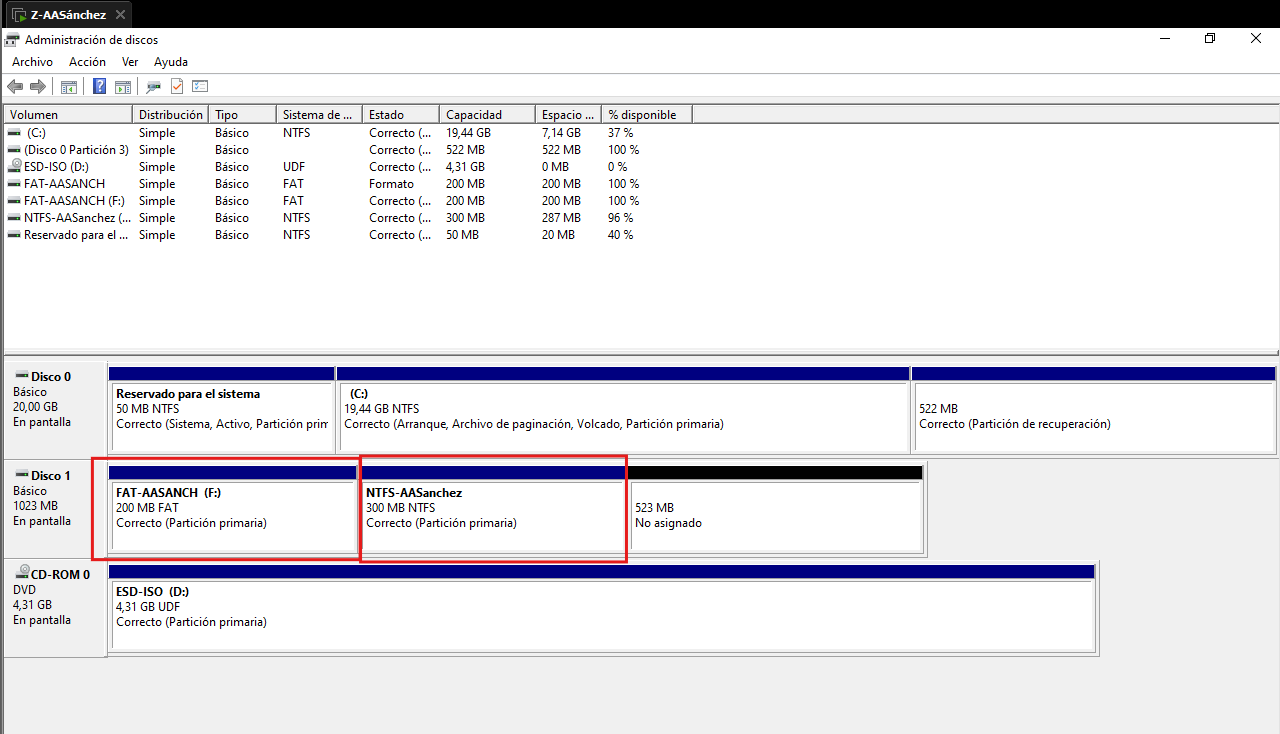 Z-AASánchez
Administración de discos
Archivo Acción Ver Ayuda
Volumen Distribución Tipo Sistema de ... Estado Capacidad Espacio ... % disponible
(C:) Simple Básico NTFS Correcto (... 19,44 GB 7,14 GB 37 %
(Disco 0 Partición 3) Simple Básico Correcto (... 522 MB 522 MB 100 %
ESD-ISO (D:) Simple Básico UDF Correcto (... 4,31 GB 0 MB 0 %
FAT-AASANCH Simple Básico FAT Formato 200 MB 200 MB 100 %
FAT-AASANCH (F:) Simple Básico FAT Correcto (... 200 MB 200 MB 100 %
NTFS-AASanchez (... Simple Básico NTFS Correcto (... 300 MB 287 MB 96 %
Reservado para el ... Simple Básico NTFS Correcto (... 50 MB 20 MB 40 %
Disco 0
Básico
20,00 GB
En pantalla
Reservado para el sistema
50 MB NTFS
Correcto (Sistema, Activo, Partición prim
(C:)
19,44 GB NTFS
Correcto (Arranque, Archivo de paginación, Volcado, Partición primaria)
522 MB
Correcto (Partición de recuperación)
Disco 1
Básico
1023 MB
En pantalla
FAT-AASANCH (F:)
200 MB FAT
Correcto (Partición primaria)
NTFS-AASanchez
300 MB NTFS
Correcto (Partición primaria)
523 MB
No asignado
CD-ROM 0
DVD
4,31 GB
En pantalla
ESD-ISO (D:)
4,31 GB UDF
Correcto (Partición primaria)